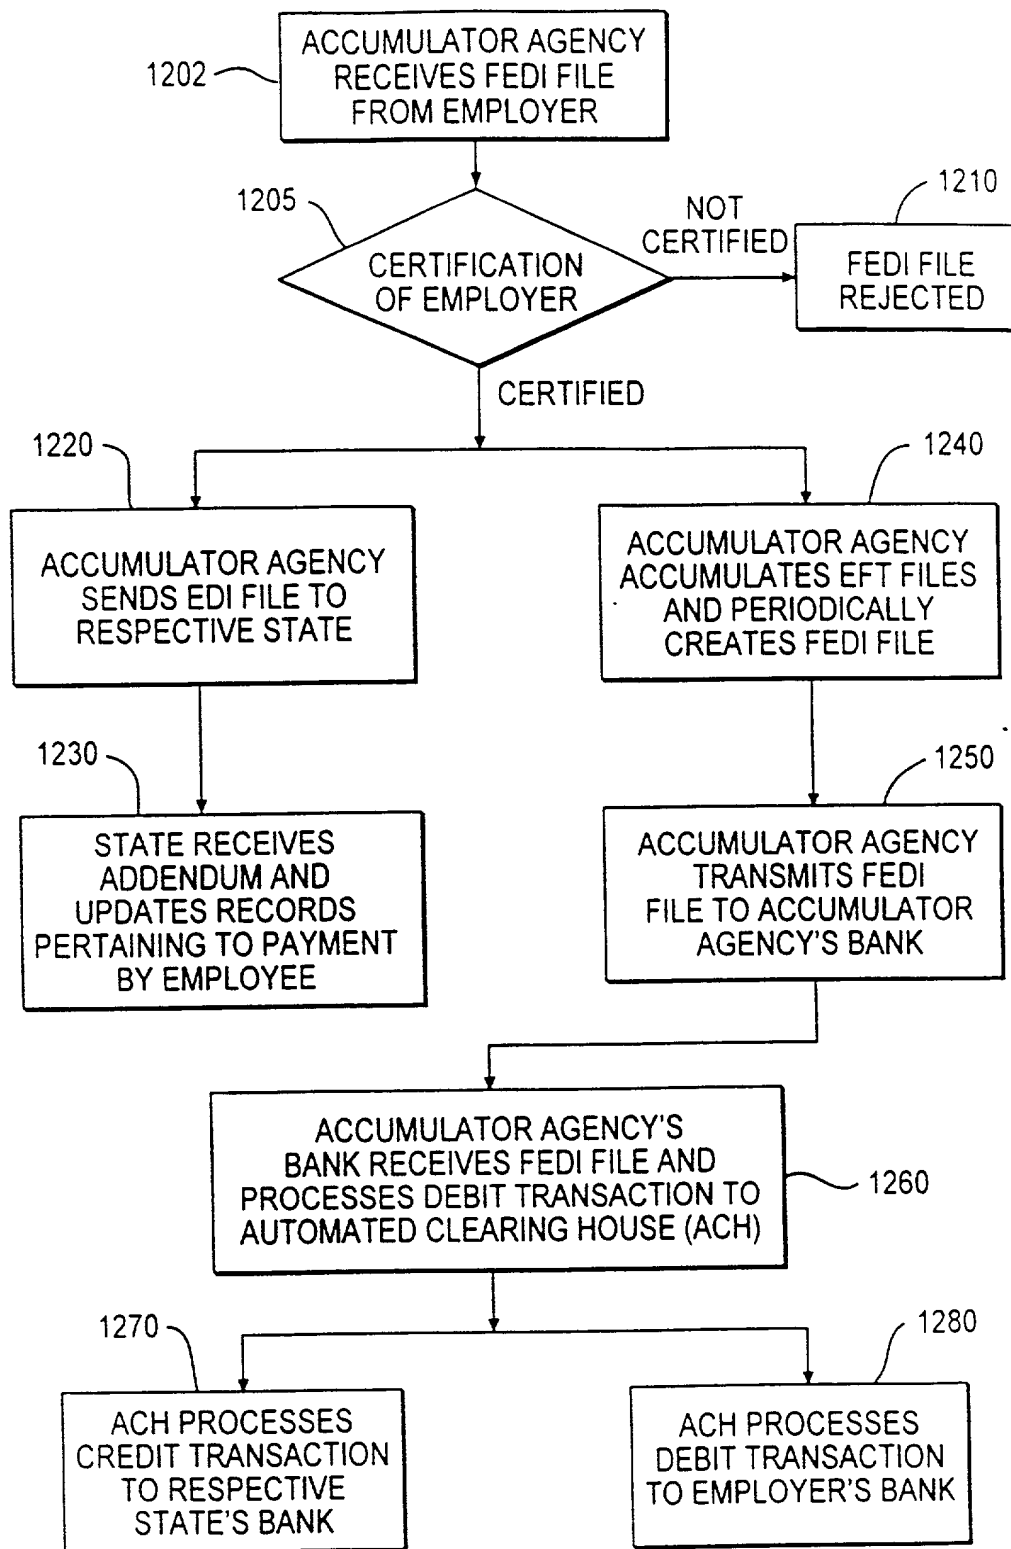 ACCUMULATOR AGENCY
RECEIVES FEDI FILE
FROM EMPLOYER
1202
1205
CERTIFICATION
OF EMPLOYER
NOT
CERTIFIED
1210
FEDI FILE
REJECTED
CERTIFIED
1220
ACCUMULATOR AGENCY
SENDS EDI FILE TO
RESPECTIVE STATE
1240
ACCUMULATOR AGENCY
ACCUMULATES EFT FILES
AND PERIODICALLY
CREATES FEDI FILE
1230
STATE RECEIVES
ADDENDUM AND
UPDATES RECORDS
PERTAINING TO PAYMENT
BY EMPLOYEE
1250
ACCUMULATOR AGENCY
TRANSMITS FEDI
FILE TO ACCUMULATOR
AGENCY'S BANK
ACCUMULATOR AGENCY'S
BANK RECEIVES FEDI FILE AND
PROCESSES DEBIT TRANSACTION TO
AUTOMATED CLEARING HOUSE (ACH)
1260
1270
ACH PROCESSES
CREDIT TRANSACTION
TO RESPECTIVE
STATE'S BANK
1280
ACH PROCESSES
DEBIT TRANSACTION
TO EMPLOYER'S BANK